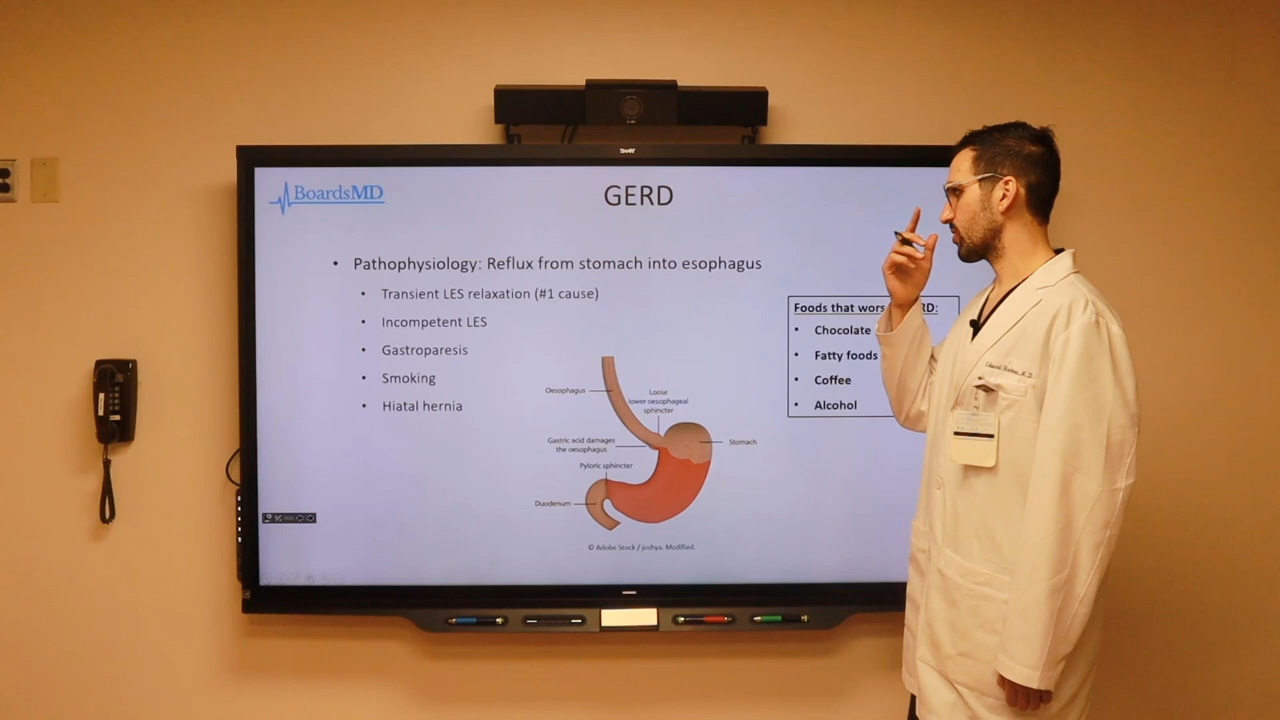 SMART
BoardsMD
GERD
• Pathophysiology: Reflux from stomach into esophagus
• Transient LES relaxation (#1 cause)
• Incompetent LES
• Gastroparesis
• Smoking
• Hiatal hernia
Foods that wors RD:
• Chocolate
• Fatty foods
• Coffee
• Alcohol
Oesophagus
Loose
lower oesophageal
sphincter
Gastric acid damages
the oesophagus
Stomach
Pyloric sphincter
Duodenum
© Adobe Stock / joshya. Modified.
M.D.